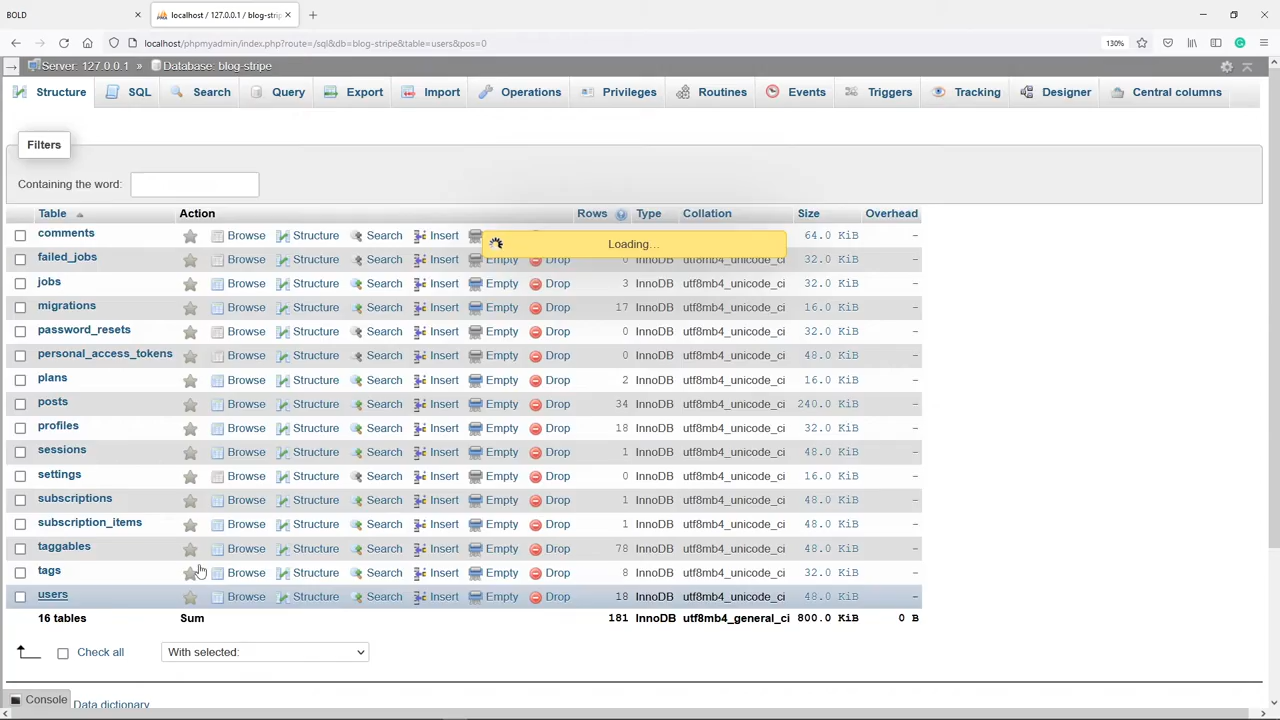 BOLD
localhost / 127.0.0.1 / blog-strip
localhost/phpmyadmin/index.php?route=/sql&db=blog-stripe&table=users&pos=0
130%
Server: 127.0.0.1 » Database: blog-stripe
Structure SQL Search Query Export Import Operations Privileges Routines Events Triggers Tracking Designer Central columns
Filters
Containing the word:
Table Action Rows Type Collation Size Overhead
comments Browse Structure Search Insert 64.0 KiB -
Loading...
failed_jobs Browse Structure Search Insert Empty Drop 0 InnoDB utf8mb4_unicode_ci 32.0 KiB -
jobs Browse Structure Search Insert Empty Drop 3 InnoDB utf8mb4_unicode_ci 32.0 KiB -
migrations Browse Structure Search Insert Empty Drop 17 InnoDB utf8mb4_unicode_ci 16.0 KiB -
password_resets Browse Structure Search Insert Empty Drop 0 InnoDB utf8mb4_unicode_ci 32.0 KiB -
personal_access_tokens Browse Structure Search Insert Empty Drop 0 InnoDB utf8mb4_unicode_ci 48.0 KiB -
plans Browse Structure Search Insert Empty Drop 2 InnoDB utf8mb4_unicode_ci 16.0 KiB -
posts Browse Structure Search Insert Empty Drop 34 InnoDB utf8mb4_unicode_ci 240.0 KiB -
profiles Browse Structure Search Insert Empty Drop 18 InnoDB utf8mb4_unicode_ci 32.0 KiB -
sessions Browse Structure Search Insert Empty Drop 1 InnoDB utf8mb4_unicode_ci 48.0 KiB -
settings Browse Structure Search Insert Empty Drop 0 InnoDB utf8mb4_unicode_ci 16.0 KiB -
subscriptions Browse Structure Search Insert Empty Drop 1 InnoDB utf8mb4_unicode_ci 48.0 KiB -
subscription_items Browse Structure Search Insert Empty Drop 1 InnoDB utf8mb4_unicode_ci 48.0 KiB -
taggables Browse Structure Search Insert Empty Drop 78 InnoDB utf8mb4_unicode_ci 48.0 KiB -
tags Browse Structure Search Insert Empty Drop 8 InnoDB utf8mb4_unicode_ci 32.0 KiB -
users Browse Structure Search Insert Empty Drop 18 InnoDB utf8mb4_unicode_ci 48.0 KiB -
16 tables Sum 181 InnoDB utf8mb4_general_ci 800.0 KiB 0 B
Check all With selected:
Console
Data dictionary